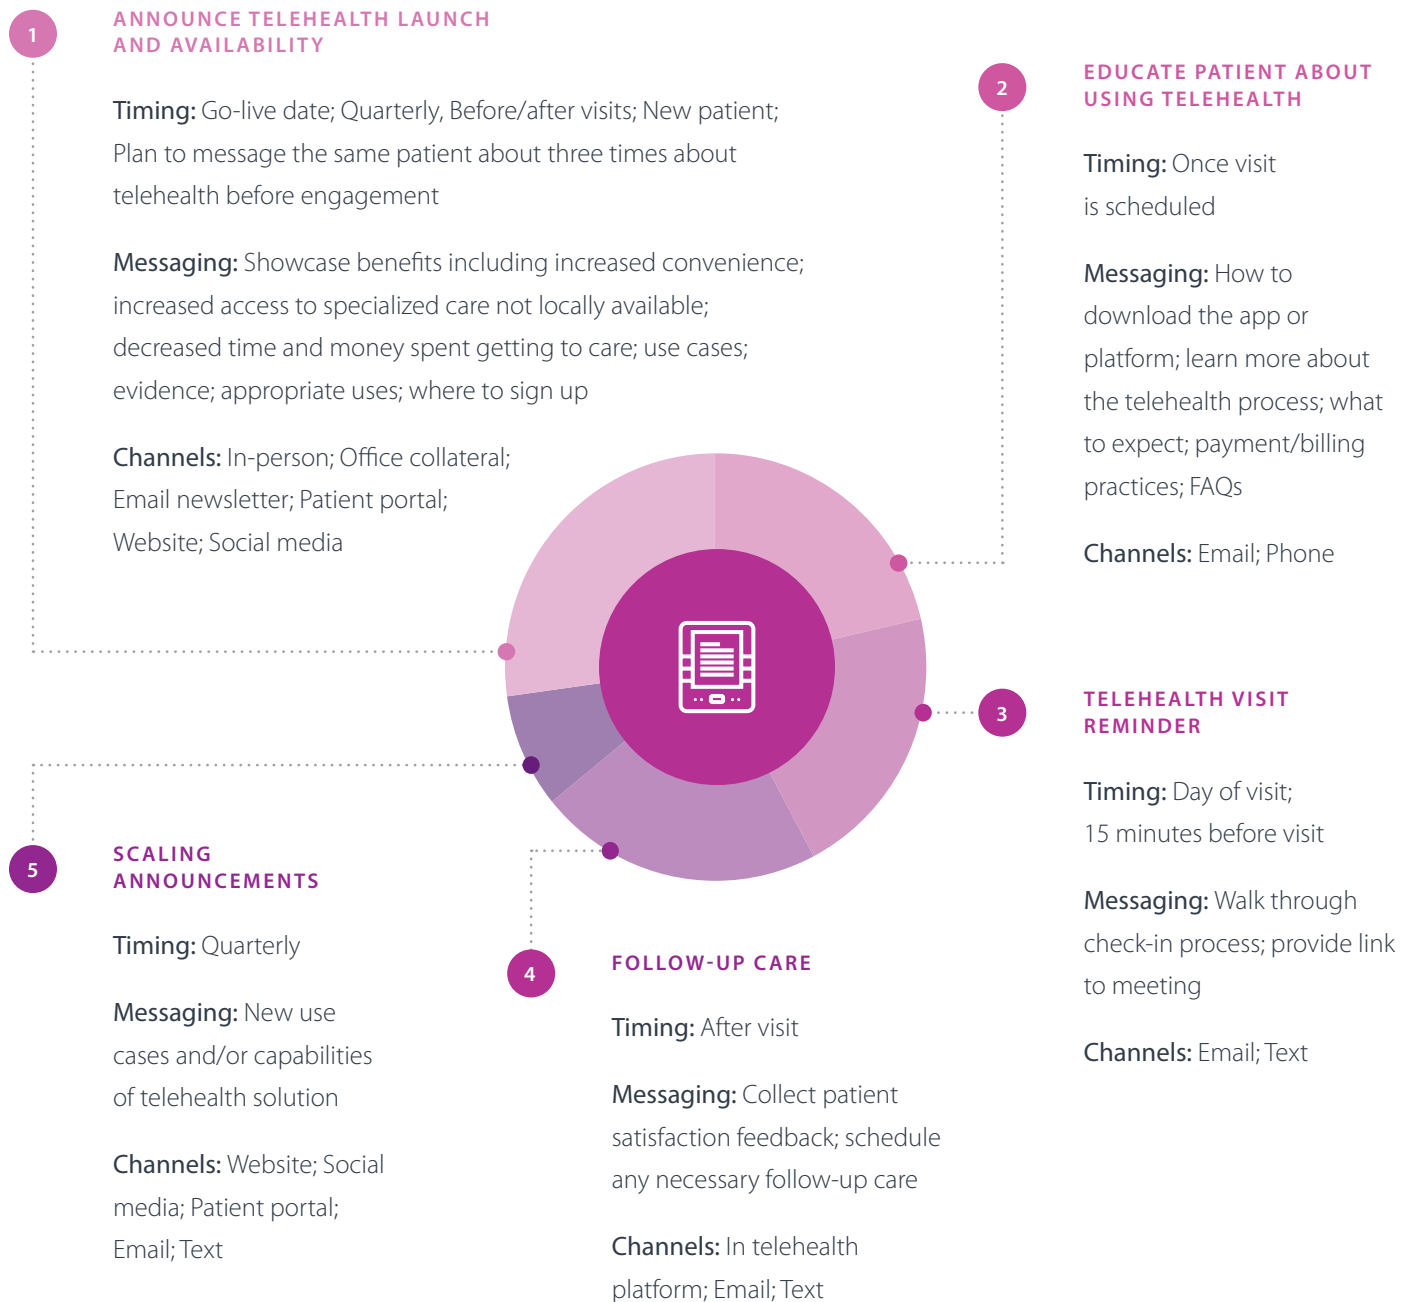 1
ANNOUNCE TELEHEALTH LAUNCH
AND AVAILABILITY
Timing: Go-live date; Quarterly, Before/after visits; New patient;
Plan to message the same patient about three times about
telehealth before engagement
Messaging: Showcase benefits including increased convenience;
increased access to specialized care not locally available;
decreased time and money spent getting to care; use cases;
evidence; appropriate uses; where to sign up
Channels: In-person; Office collateral;
Email newsletter; Patient portal;
Website; Social media
2
EDUCATE PATIENT ABOUT
USING TELEHEALTH
Timing: Once visit
is scheduled
Messaging: How to
download the app or
platform; learn more about
the telehealth process; what
to expect; payment/billing
practices; FAQs
Channels: Email; Phone
3
TELEHEALTH VISIT
REMINDER
Timing: Day of visit;
15 minutes before visit
Messaging: Walk through
check-in process; provide link
to meeting
Channels: Email; Text
4
FOLLOW-UP CARE
Timing: After visit
Messaging: Collect patient
satisfaction feedback; schedule
any necessary follow-up care
Channels: In telehealth
platform; Email; Text
5
SCALING
ANNOUNCEMENTS
Timing: Quarterly
Messaging: New use
cases and/or capabilities
of telehealth solution
Channels: Website; Social
media; Patient portal;
Email; Text